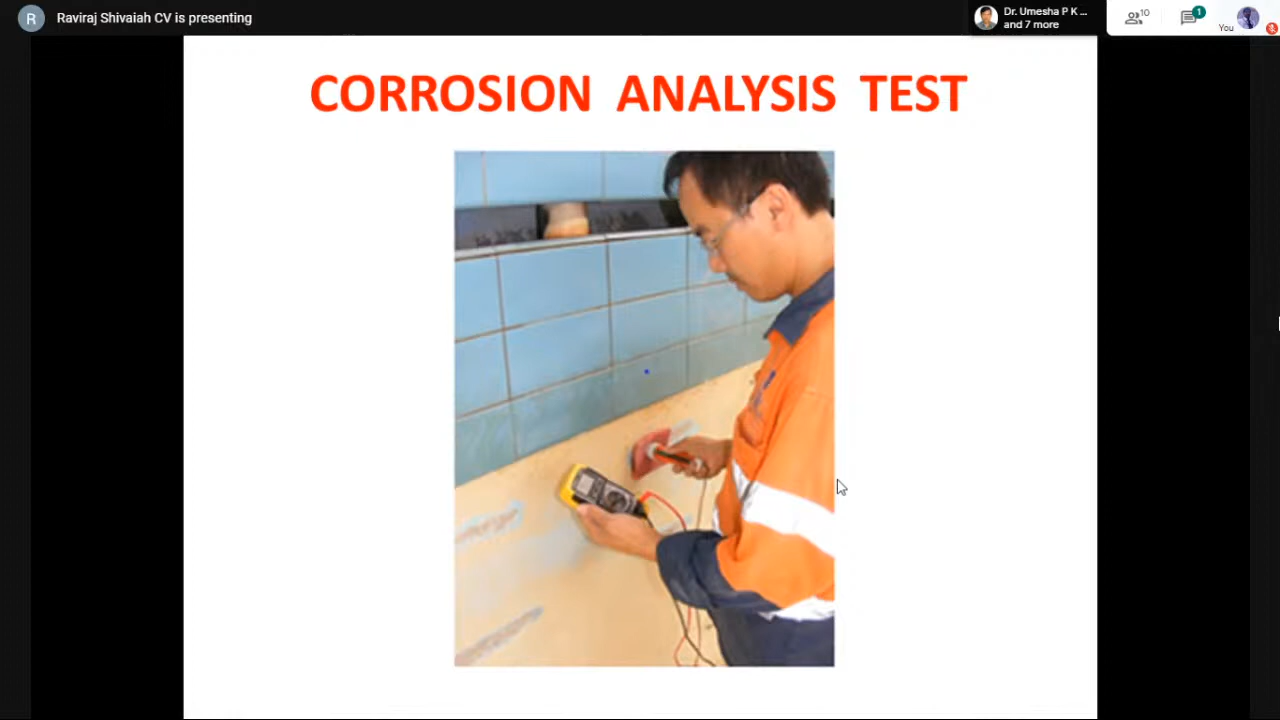 R
Raviraj Shivaiah CV is presenting
Dr. Umesha P K ...
and 7 more
10
1
You
CORROSION ANALYSIS TEST